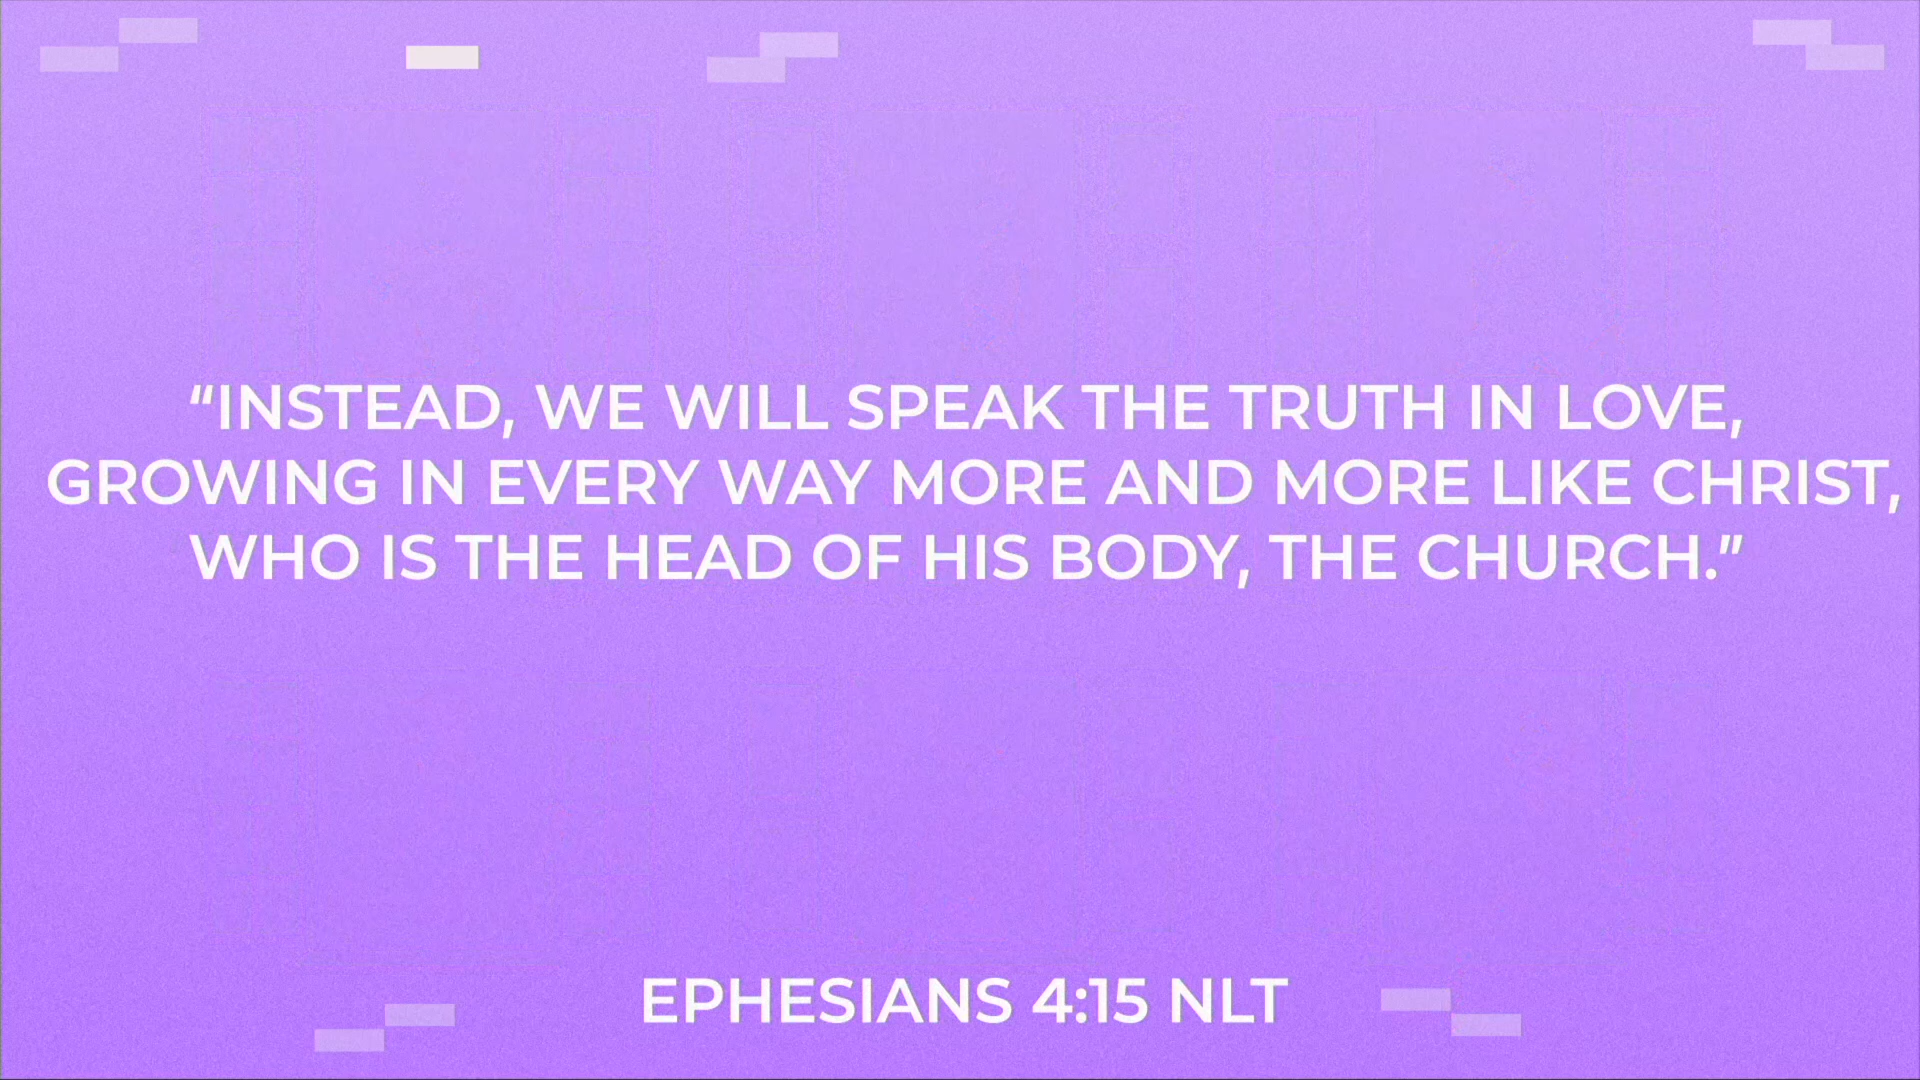 “INSTEAD, WE WILL SPEAK THE TRUTH IN LOVE,
GROWING IN EVERY WAY MORE AND MORE LIKE CHRIST,
WHO IS THE HEAD OF HIS BODY, THE CHURCH.”
EPHESIANS 4:15 NLT